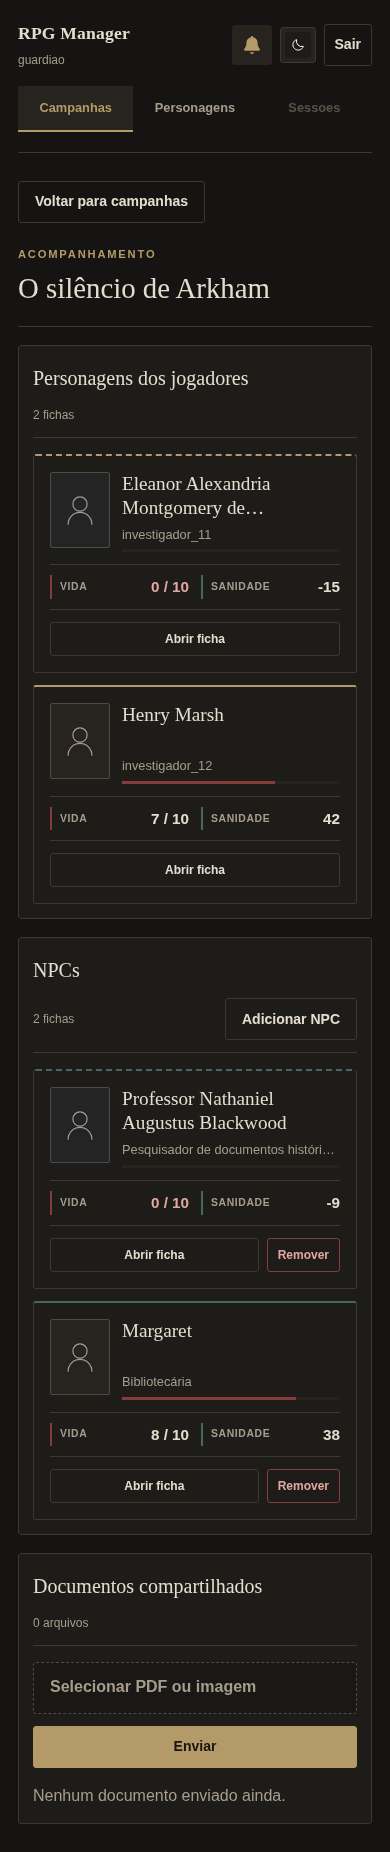 RPG Manager
guardiao
Sair
Campanhas
Personagens
Sessoes
Voltar para campanhas
ACOMPANHAMENTO
O silêncio de Arkham
Personagens dos jogadores
2 fichas
Eleanor Alexandria
Montgomery de…
investigador_11
VIDA 0 / 10 SANIDADE -15
Abrir ficha
Henry Marsh
investigador_12
VIDA 7 / 10 SANIDADE 42
Abrir ficha
NPCs
2 fichas
Adicionar NPC
Professor Nathaniel
Augustus Blackwood
Pesquisador de documentos históri…
VIDA 0 / 10 SANIDADE -9
Abrir ficha
Remover
Margaret
Bibliotecária
VIDA 8 / 10 SANIDADE 38
Abrir ficha
Remover
Documentos compartilhados
0 arquivos
Selecionar PDF ou imagem
Enviar
Nenhum documento enviado ainda.